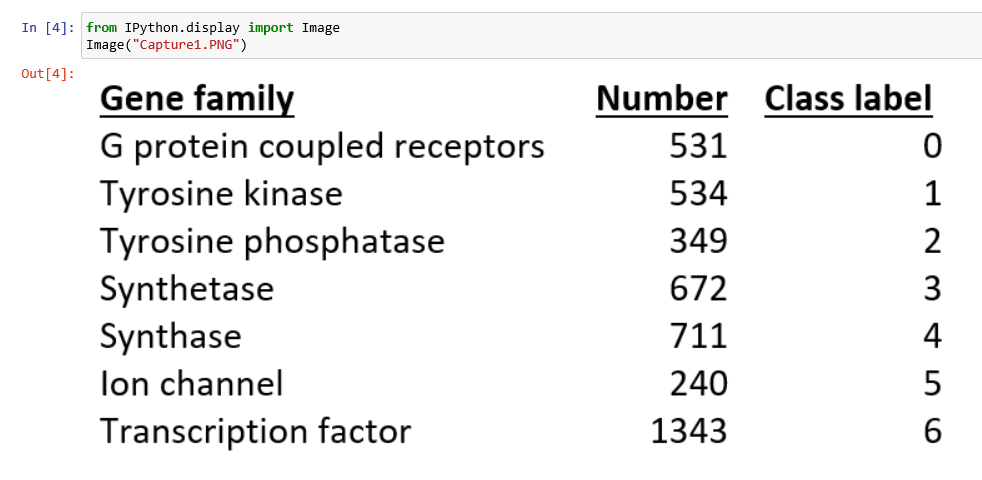 In [4]: from IPython.display import Image
Image("Capture1.PNG")
Out[4]:
Gene family Number Class label
G protein coupled receptors 531 0
Tyrosine kinase 534 1
Tyrosine phosphatase 349 2
Synthetase 672 3
Synthase 711 4
Ion channel 240 5
Transcription factor 1343 6